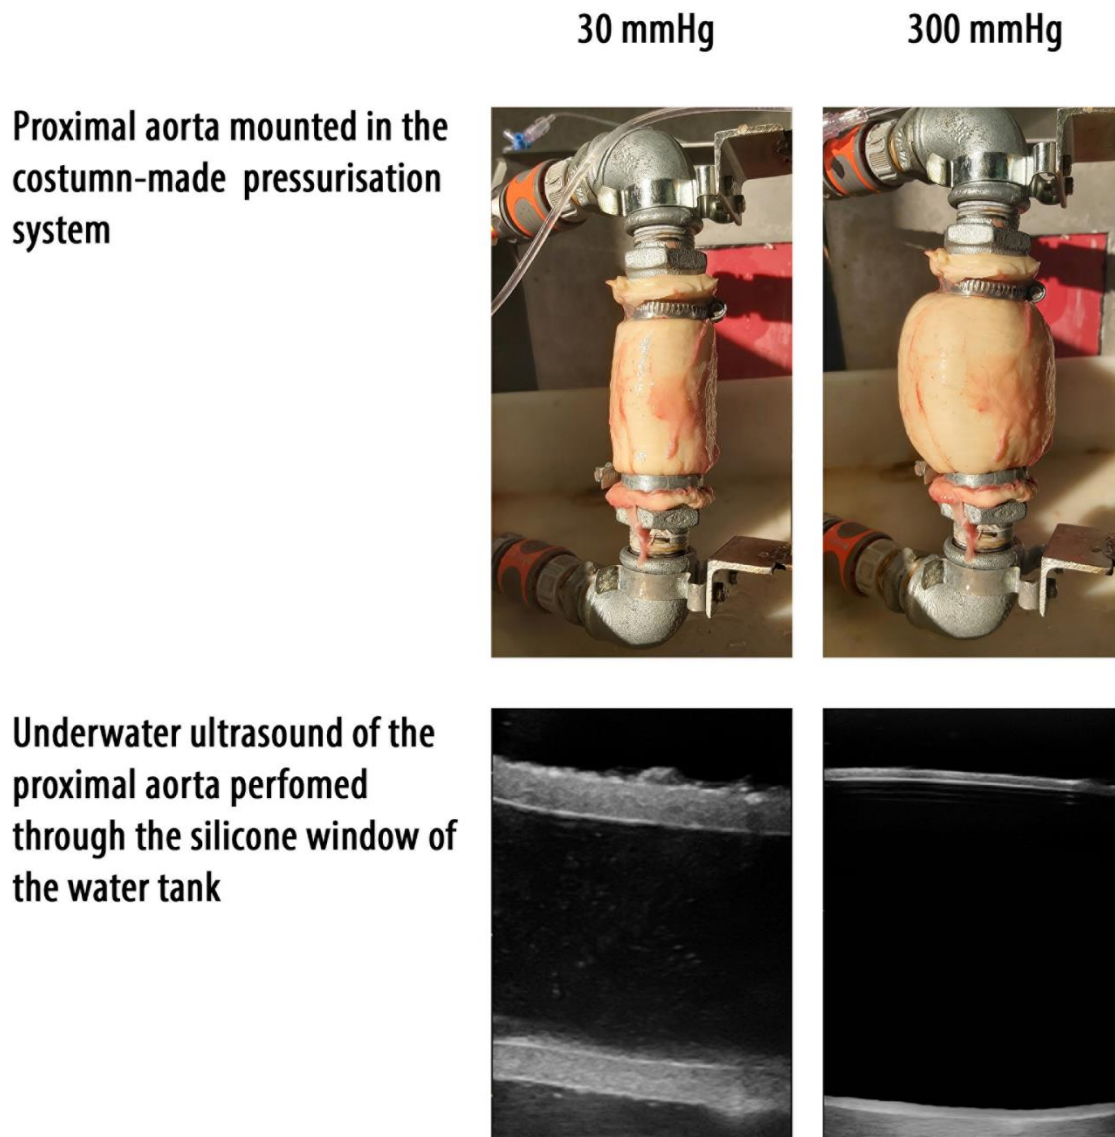 30 mmHg
300 mmHg
Proximal aorta mounted in the
costumn-made pressurisation
system
Underwater ultrasound of the
proximal aorta perfomed
through the silicone window of
the water tank